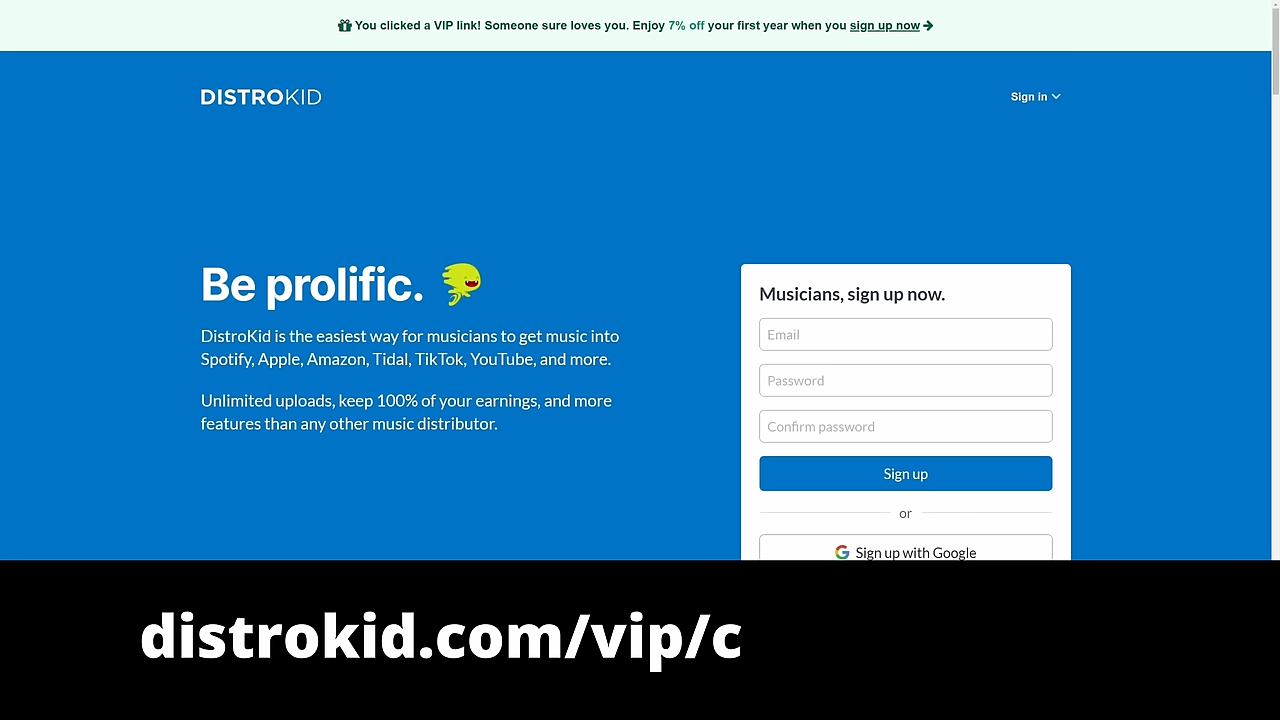 You clicked a VIP link! Someone sure loves you. Enjoy 7% off your first year when you sign up now
DISTROKID
Sign in
Be prolific.
DistroKid is the easiest way for musicians to get music into
Spotify, Apple, Amazon, Tidal, TikTok, YouTube, and more.
Unlimited uploads, keep 100% of your earnings, and more
features than any other music distributor.
Musicians, sign up now.
Email
Password
Confirm password
Sign up
or
Sign up with Google
distrokid.com/vip/c